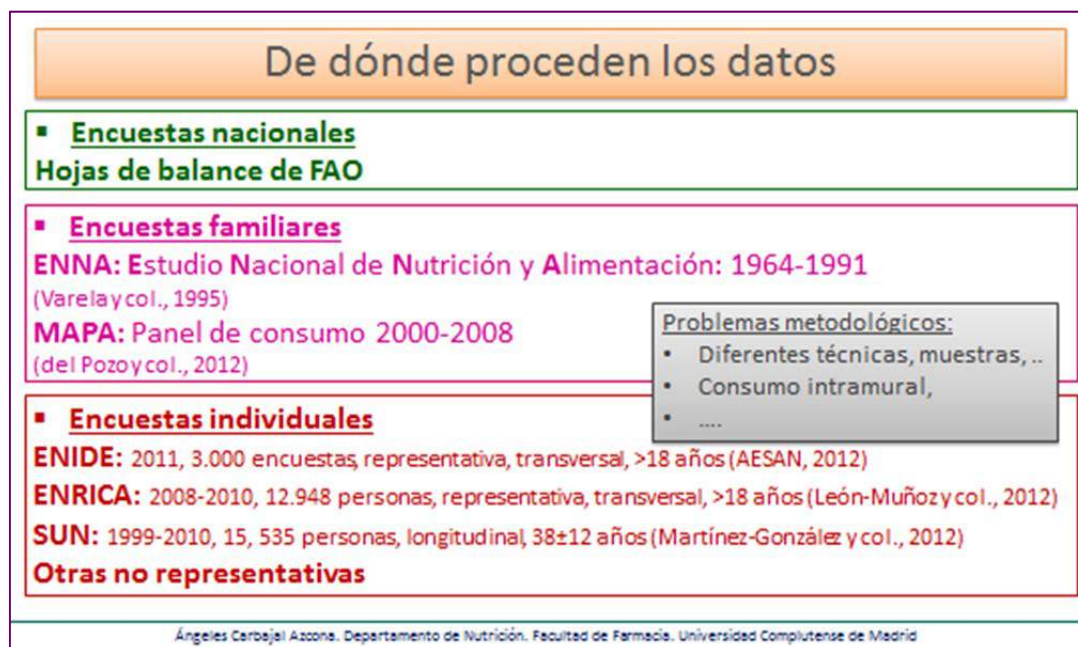 De dónde proceden los datos
▪ Encuestas nacionales
Hojas de balance de FAO
▪ Encuestas familiares
ENNA: Estudio Nacional de Nutrición y Alimentación: 1964-1991
(Varela y col., 1995)
MAPA: Panel de consumo 2000-2008
(del Pozo y col., 2012)
Problemas metodológicos:
• Diferentes técnicas, muestras, ..
• Consumo intramural,
• ....
▪ Encuestas individuales
ENIDE: 2011, 3.000 encuestas, representativa, transversal, >18 años (AESAN, 2012)
ENRICA: 2008-2010, 12.948 personas, representativa, transversal, >18 años (León-Muñoz y col., 2012)
SUN: 1999-2010, 15, 535 personas, longitudinal, 38±12 años (Martínez-González y col., 2012)
Otras no representativas
Ángeles Carbajal Azcona. Departamento de Nutrición. Facultad de Farmacia. Universidad Complutense de Madrid